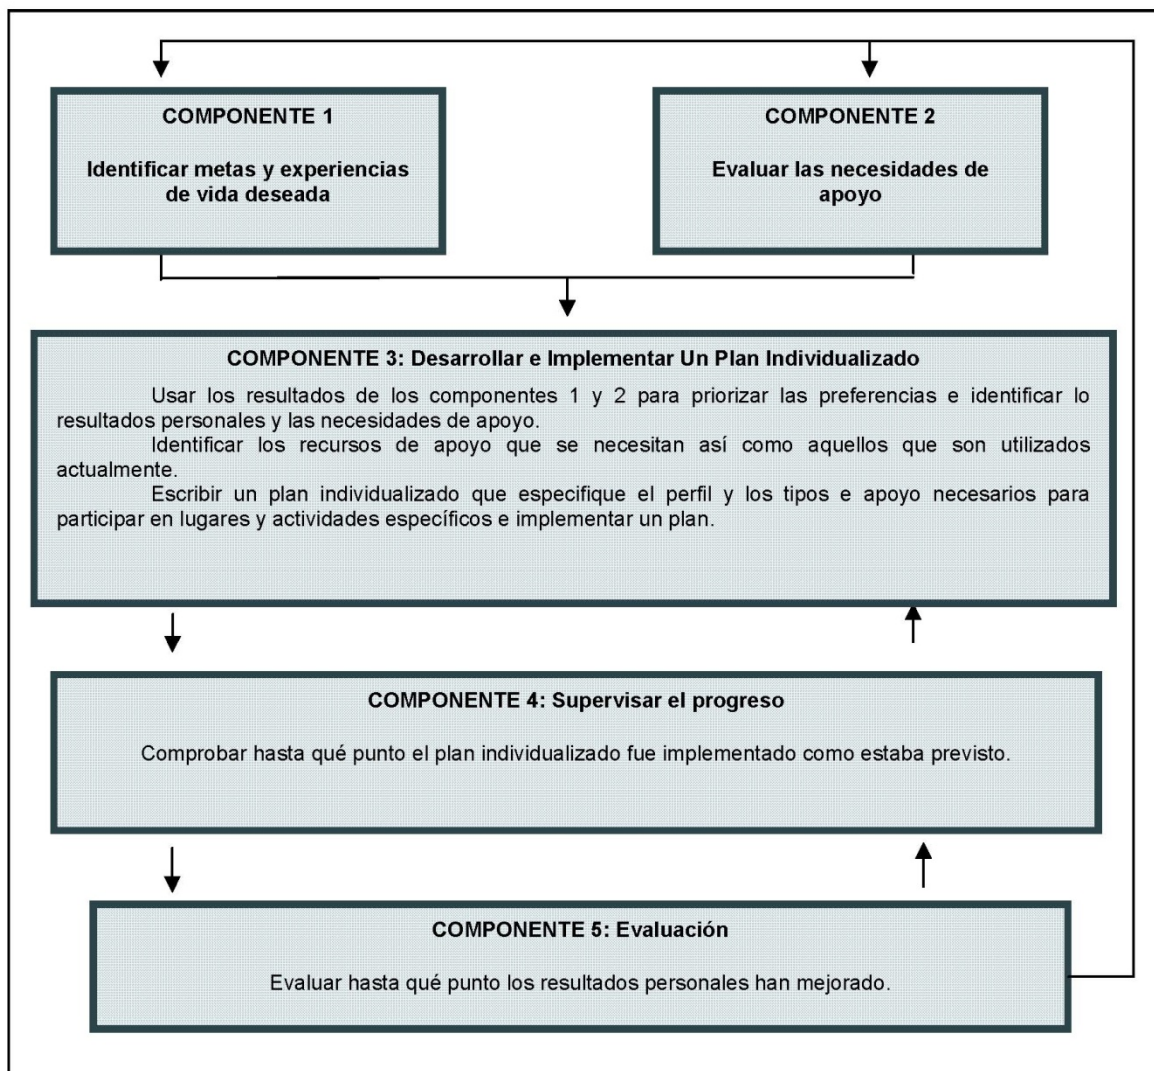 COMPONENTE 1
Identificar metas y experiencias
de vida deseada
COMPONENTE 2
Evaluar las necesidades de
apoyo
COMPONENTE 3: Desarrollar e Implementar Un Plan Individualizado
Usar los resultados de los componentes 1 y 2 para priorizar las preferencias e identificar lo
resultados personales y las necesidades de apoyo.
Identificar los recursos de apoyo que se necesitan así como aquellos que son utilizados
actualmente.
Escribir un plan individualizado que especifique el perfil y los tipos e apoyo necesarios para
participar en lugares y actividades específicos e implementar un plan.
COMPONENTE 4: Supervisar el progreso
Comprobar hasta qué punto el plan individualizado fue implementado como estaba previsto.
COMPONENTE 5: Evaluación
Evaluar hasta qué punto los resultados personales han mejorado.